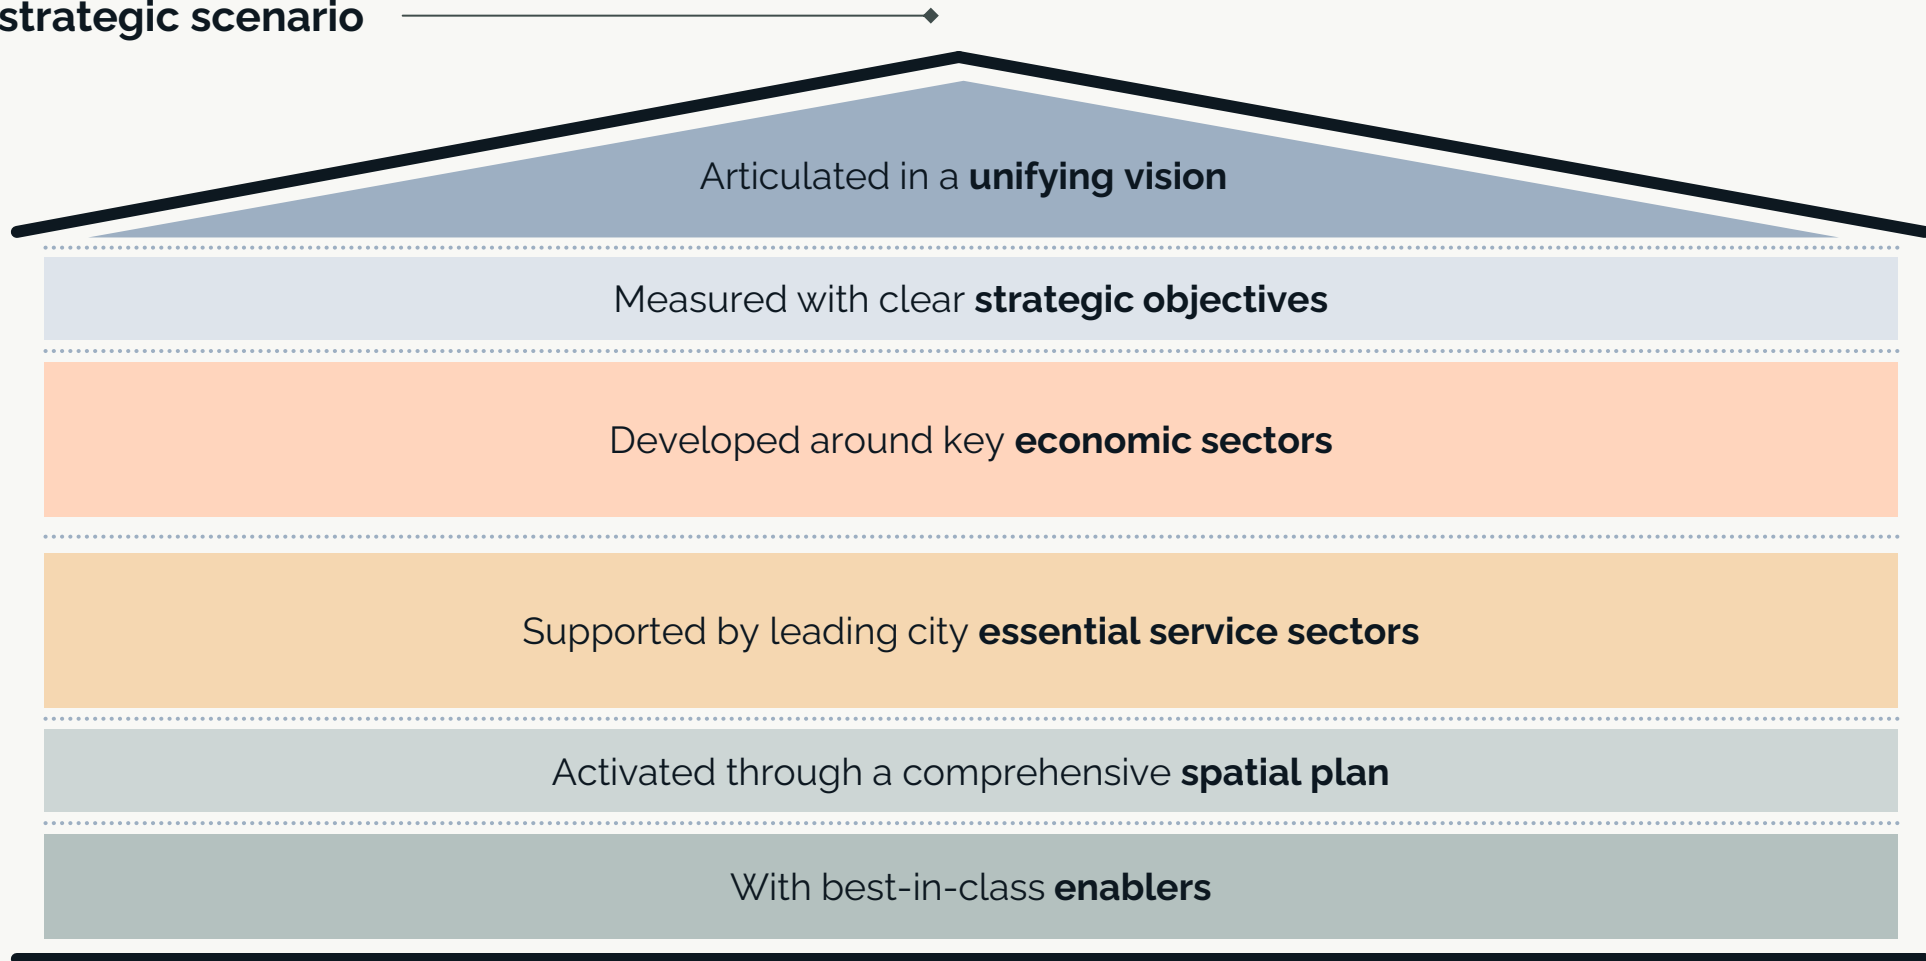 strategic scenario
Articulated in a unifying vision
Measured with clear strategic objectives
Developed around key economic sectors
Supported by leading city essential service sectors
Activated through a comprehensive spatial plan
With best-in-class enablers